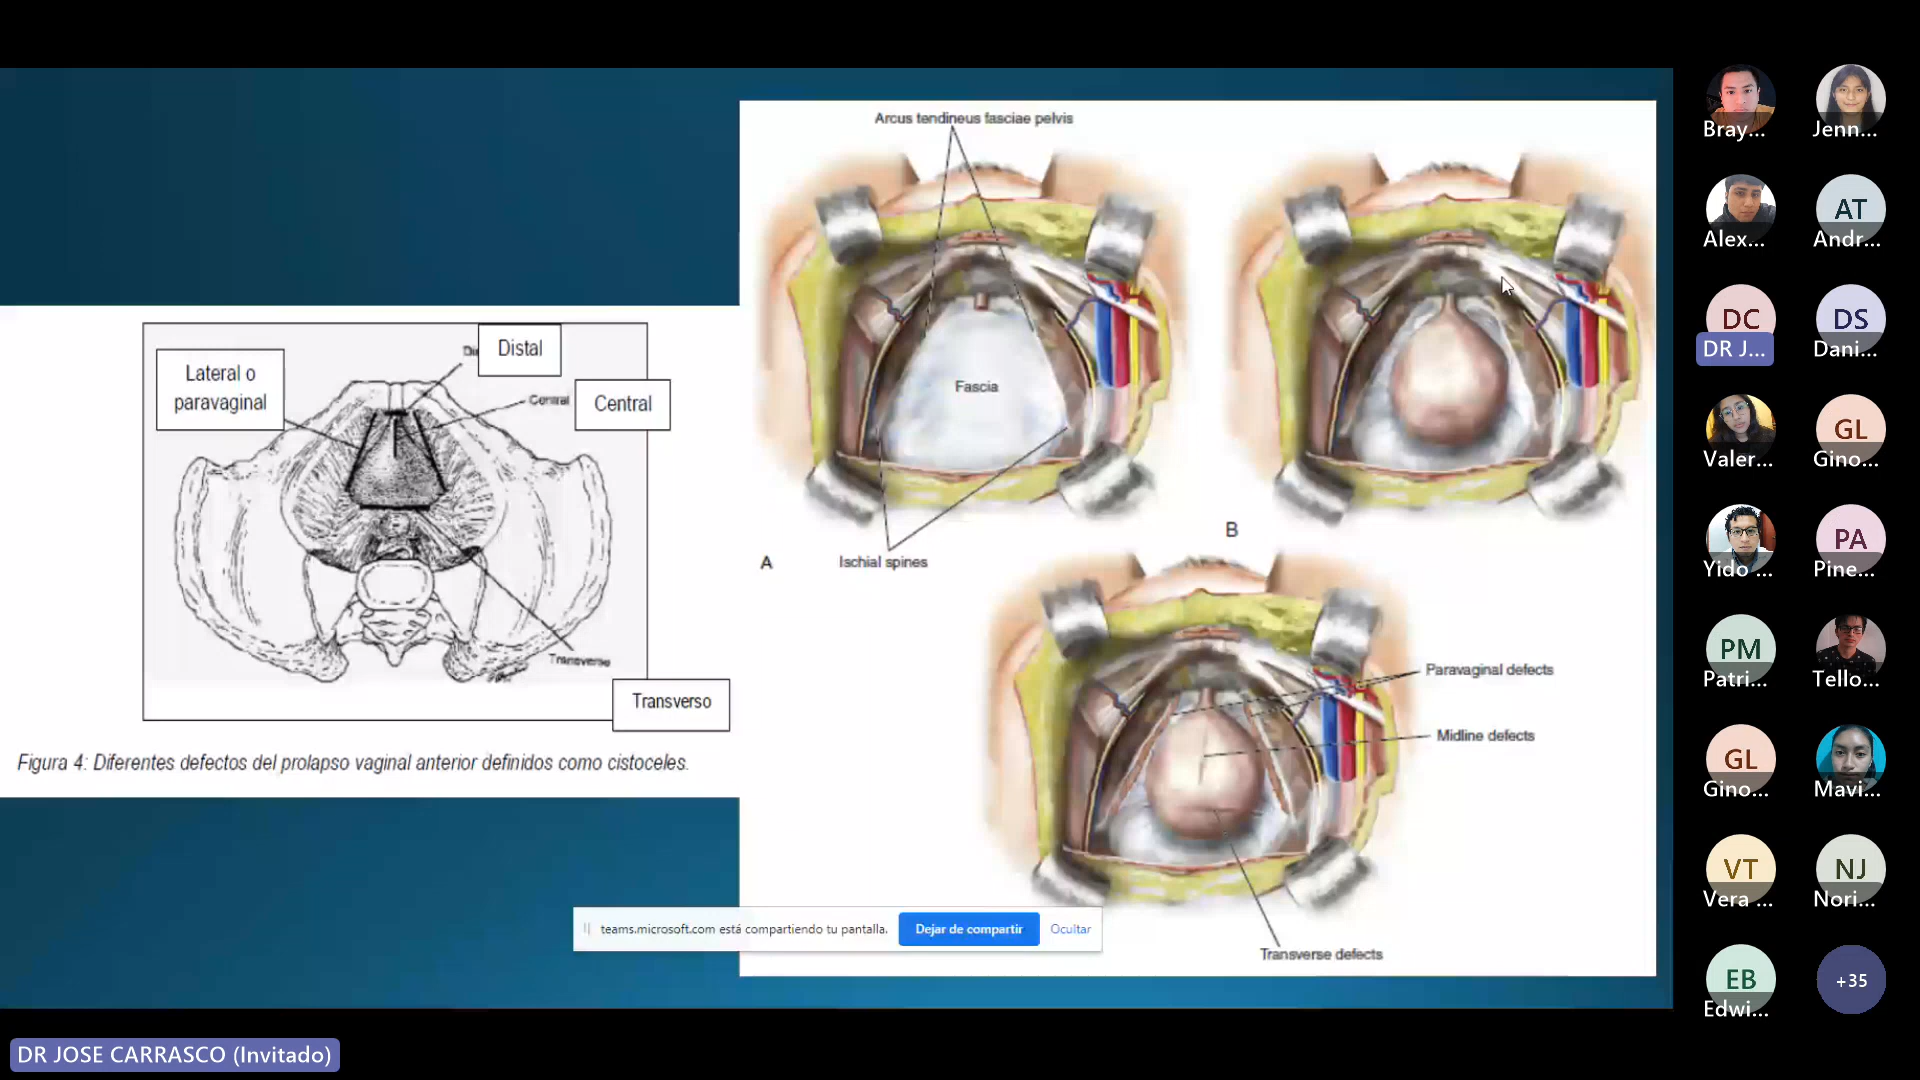 Arcus tendineus fasciae pelvis
Fascia
Ischial spines
A
B
Paravaginal defects
Midline defects
Transverse defects
Lateral o
paravaginal
Distal
Central
Central
Transverse
Transverso
Figura 4: Diferentes defectos del prolapso vaginal anterior definidos como cistoceles.
teams.microsoft.com está compartiendo tu pantalla.
Dejar de compartir
Ocultar
DR JOSE CARRASCO (Invitado)
Bray...
Jenn...
Alex...
AT
Andr...
DC
DR J...
DS
Dani...
Valer...
GL
Gino...
Yido ...
PA
Pine...
PM
Patri...
Tello...
GL
Gino...
Mavi...
VT
Vera ...
NJ
Nori...
EB
Edwi...
+35